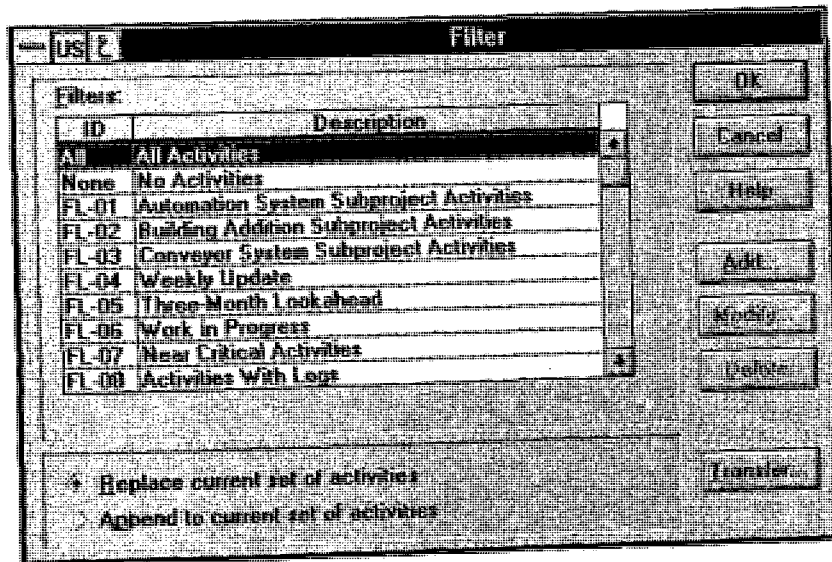 US ع Filter
Filters:
ID Description
All All Activities
None No Activities
FL-01 Automation System Subproject Activities
FL-02 Building Addition Subproject Activities
FL-03 Conveyor System Subproject Activities
FL-04 Weekly Update
FL-05 Three-Month Lookahead
FL-06 Work in Progress
FL-07 Near Critical Activities
FL-08 Activities With Logs
Replace current set of activities
Append to current set of activities
OK
Cancel
Help
Add...
Modify...
Delete
Transfer...